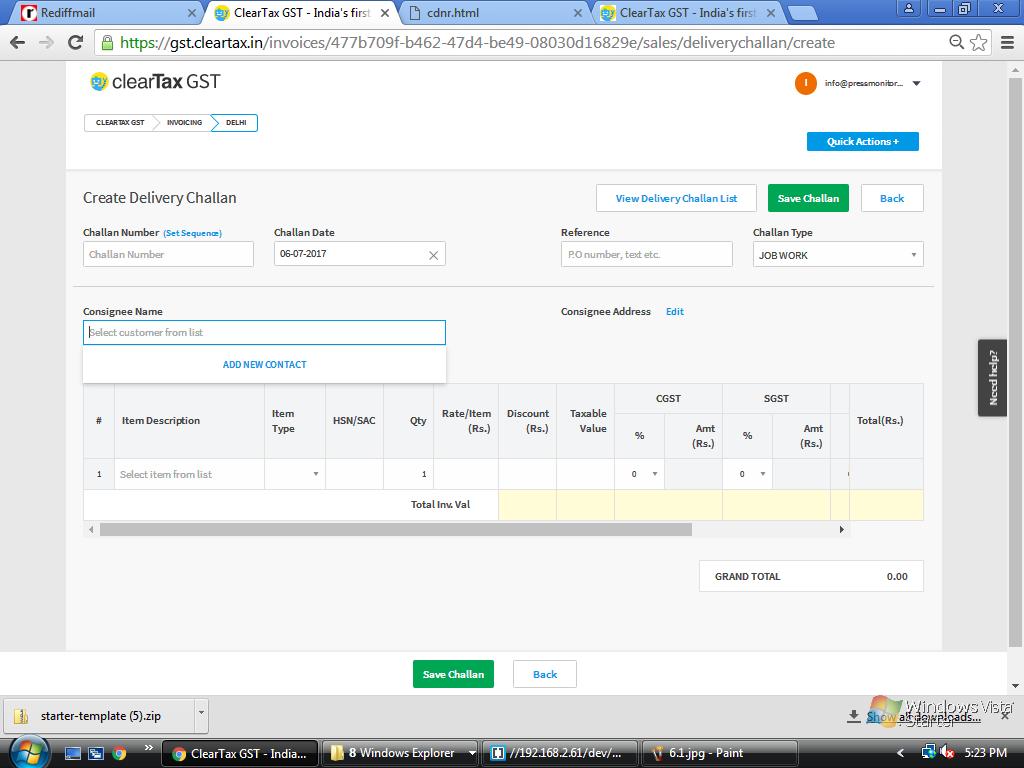 Rediffmail
ClearTax GST - India's first
cdnr.html
ClearTax GST - India's first
https://gst.cleartax.in/invoices/477b709f-b462-47d4-be49-08030d16829e/sales/deliverychallan/create
clearTax GST
I info@pressmonitor...
CLEARTAX GST INVOICING DELHI
Quick Actions +
Create Delivery Challan
View Delivery Challan List
Save Challan
Back
Challan Number (Set Sequence)
Challan Date
Reference
Challan Type
Challan Number
06-07-2017
P.O number, text etc.
JOB WORK
Consignee Name
Consignee Address Edit
Select customer from list
ADD NEW CONTACT
Need help?
# Item Description Item Type HSN/SAC Qty Rate/Item (Rs.) Discount (Rs.) Taxable Value CGST SGST Total(Rs.)
% Amt (Rs.) % Amt (Rs.)
1 Select item from list 1 0 0
Total Inv. Val
GRAND TOTAL 0.00
Save Challan
Back
starter-template (5).zip
Show all downloads...
Windows Vista
Starter
ClearTax GST - India...
8 Windows Explorer
//192.168.2.61/dev/...
6.1.jpg - Paint
5:23 PM